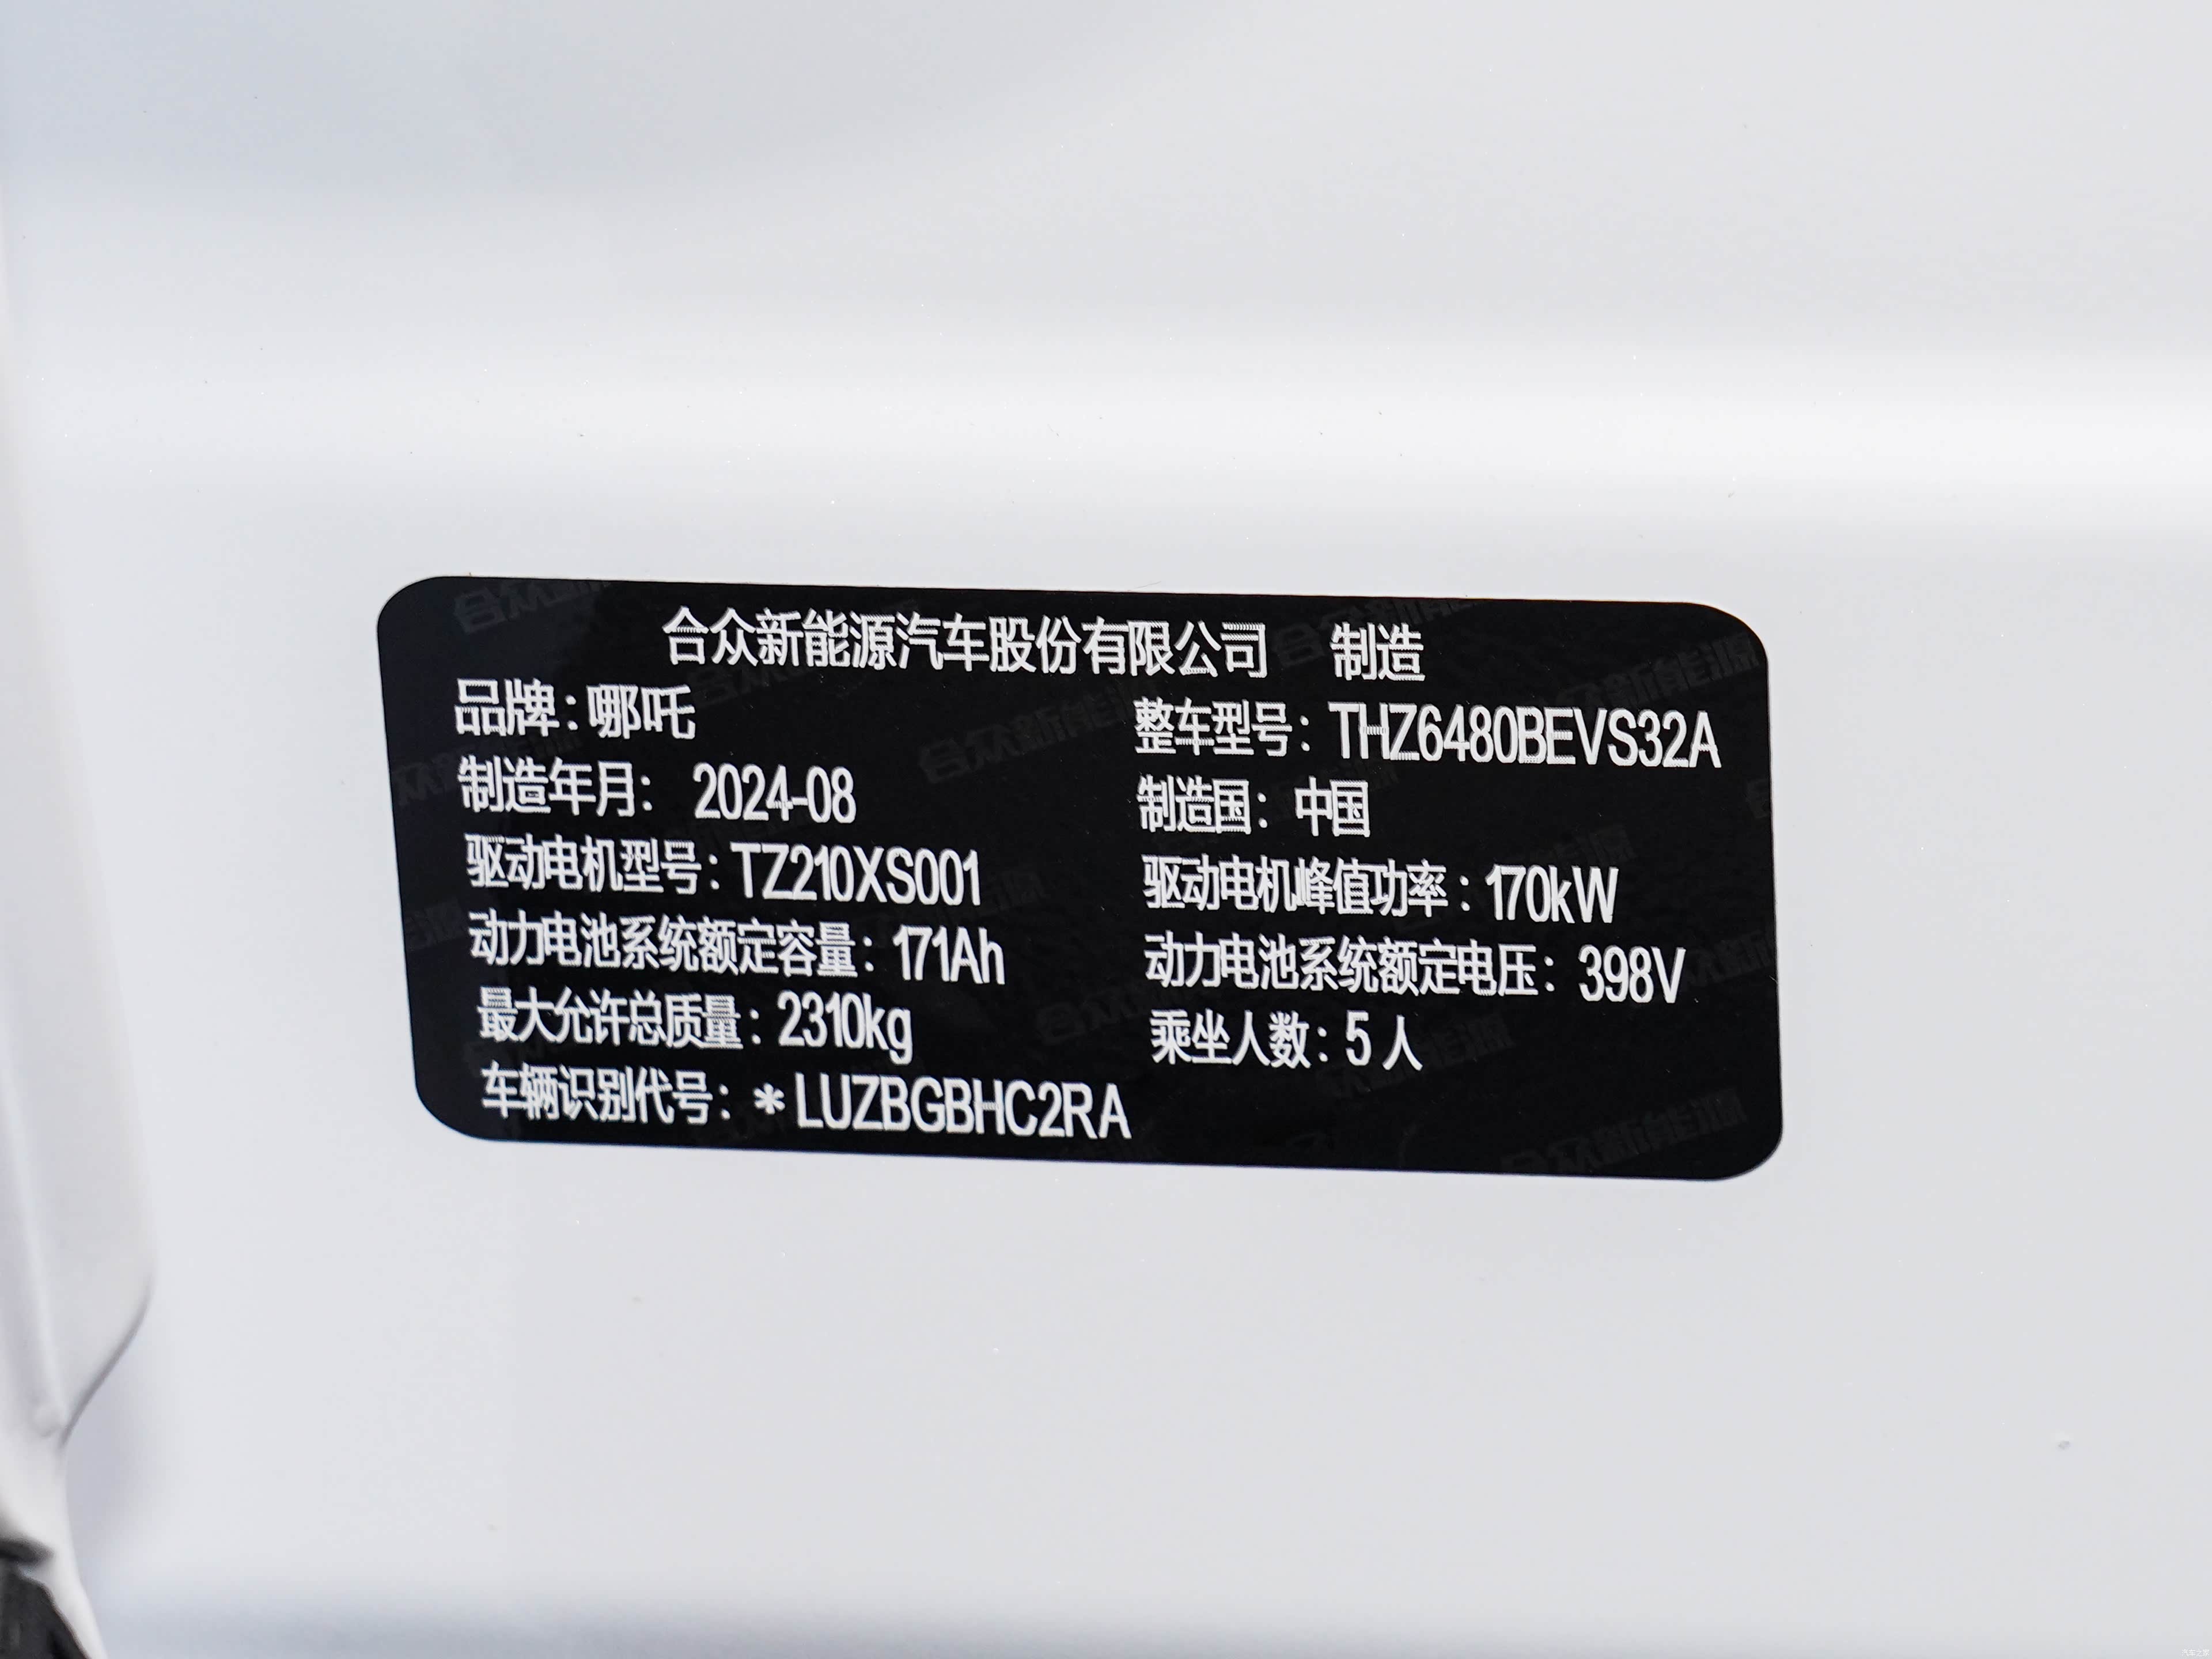 合众新能源汽车股份有限公司 制造
品牌：哪吒 整车型号：THZ6480BEVS32A
制造年月： 2024-08 制造国：中国
驱动电机型号：TZ210XS001 驱动电机峰值功率：170kW
动力电池系统额定容量：171Ah 动力电池系统额定电压：398V
最大允许总质量：2310kg 乘坐人数：5 人
车辆识别代号：*LUZBGBHC2RA
汽车之家